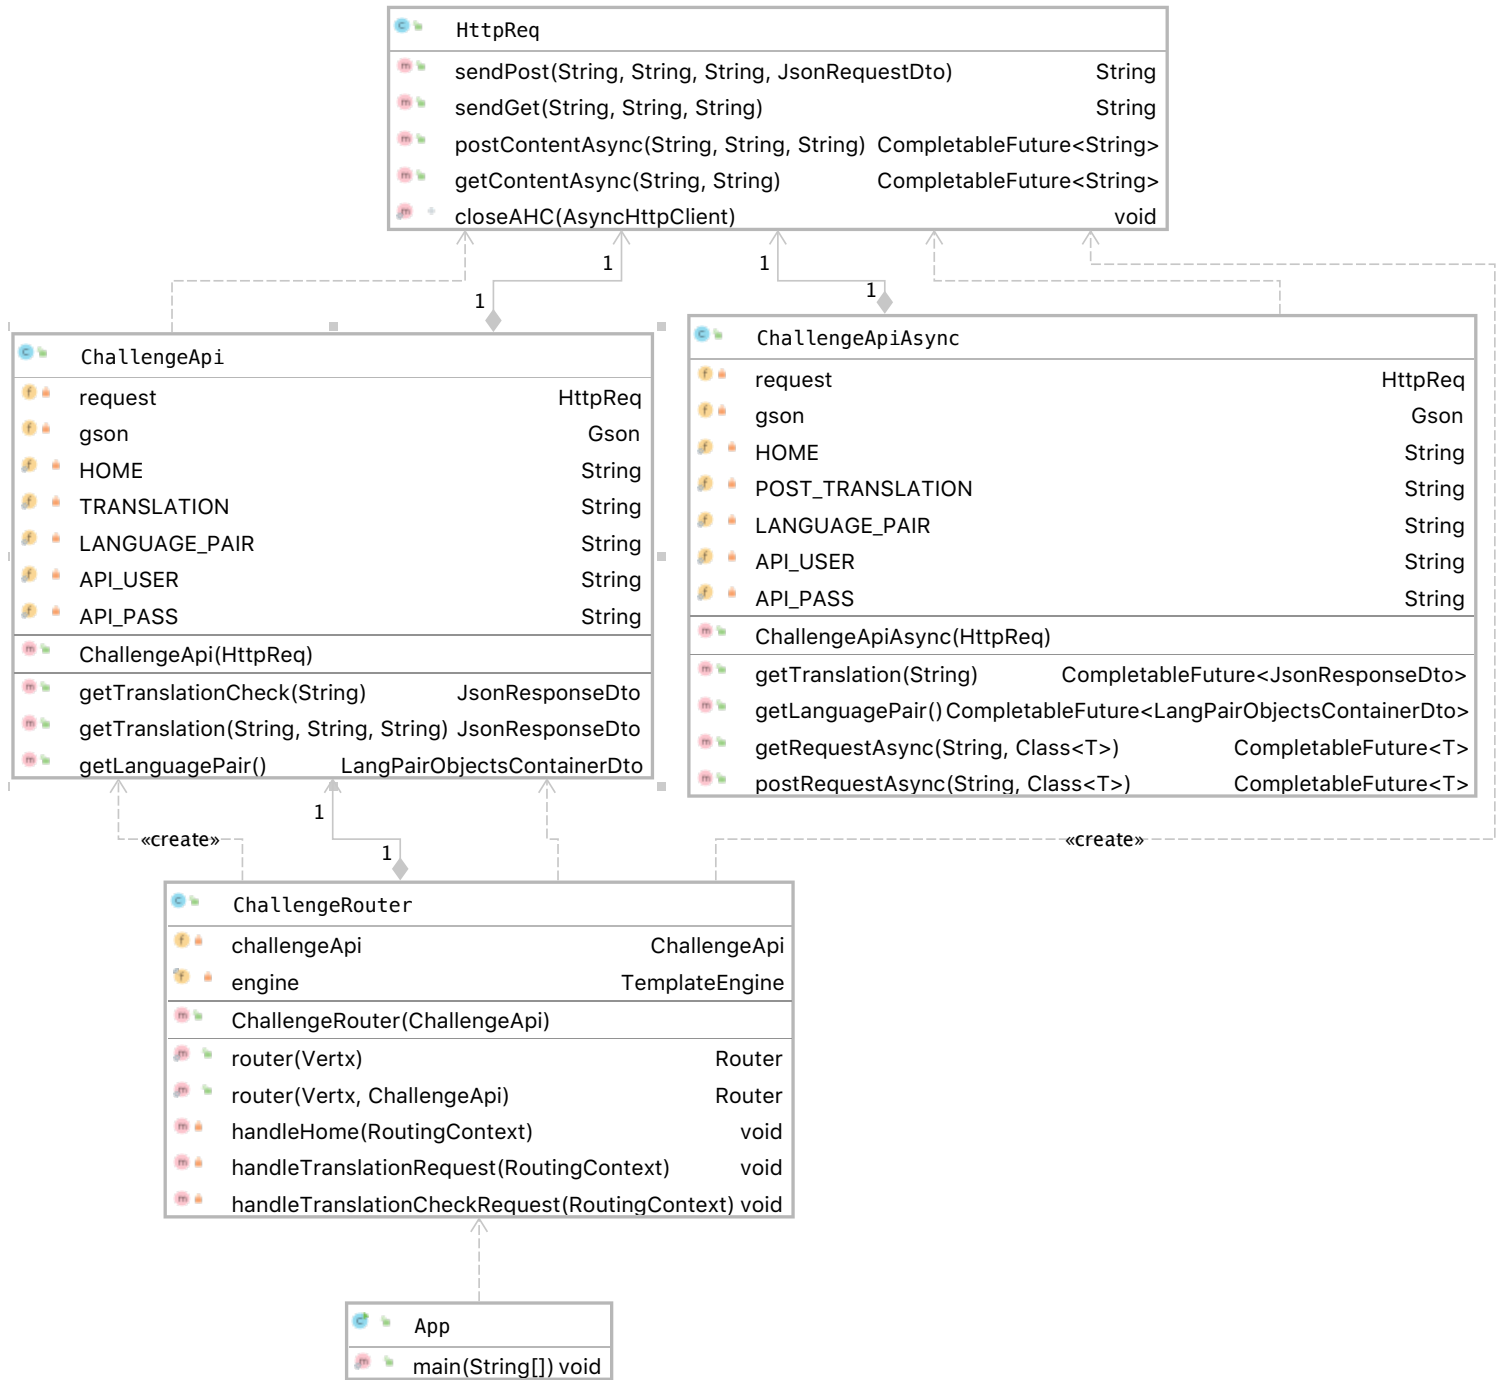 HttpReq
sendPost(String, String, String, JsonRequestDto) String
sendGet(String, String, String) String
postContentAsync(String, String, String) CompletableFuture<String>
getContentAsync(String, String) CompletableFuture<String>
closeAHC(AsyncHttpClient) void
1
1
1
1
ChallengeApi
request HttpReq
gson Gson
HOME String
TRANSLATION String
LANGUAGE_PAIR String
API_USER String
API_PASS String
ChallengeApi(HttpReq)
getTranslationCheck(String) JsonResponseDto
getTranslation(String, String, String) JsonResponseDto
getLanguagePair() LangPairObjectsContainerDto
ChallengeApiAsync
request HttpReq
gson Gson
HOME String
POST_TRANSLATION String
LANGUAGE_PAIR String
API_USER String
API_PASS String
ChallengeApiAsync(HttpReq)
getTranslation(String) CompletableFuture<JsonResponseDto>
getLanguagePair() CompletableFuture<LangPairObjectsContainerDto>
getRequestAsync(String, Class<T>) CompletableFuture<T>
postRequestAsync(String, Class<T>) CompletableFuture<T>
1
«create»
1
«create»
ChallengeRouter
challengeApi ChallengeApi
engine TemplateEngine
ChallengeRouter(ChallengeApi)
router(Vertx) Router
router(Vertx, ChallengeApi) Router
handleHome(RoutingContext) void
handleTranslationRequest(RoutingContext) void
handleTranslationCheckRequest(RoutingContext) void
App
main(String[]) void